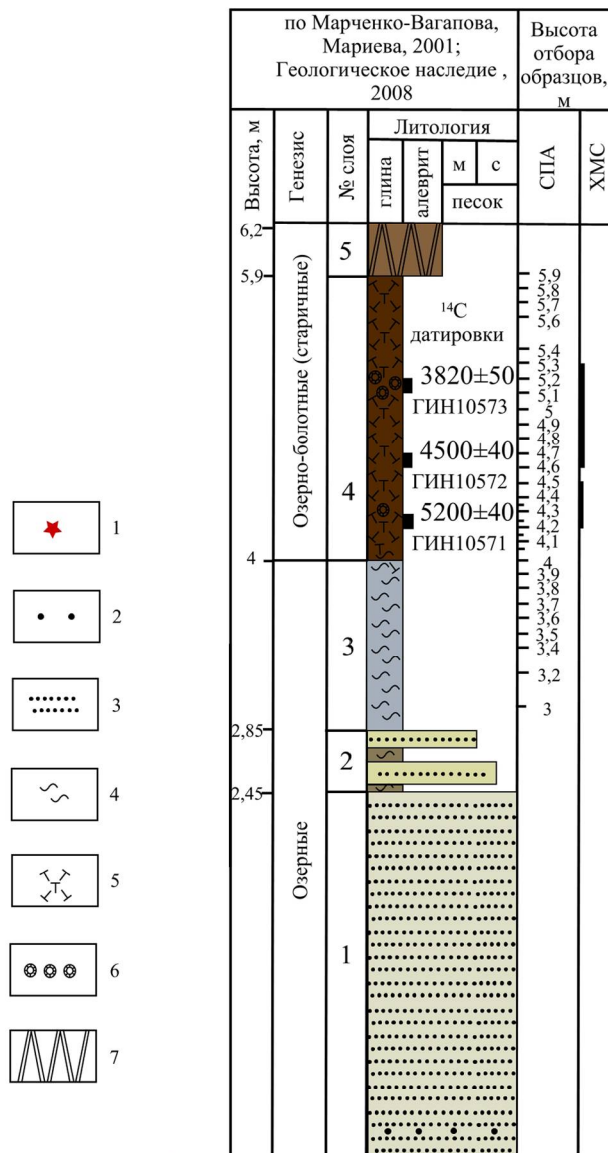 по Марченко-Вагапова,
Мариева, 2001;
Геологическое наследие ,
2008
Высота
отбора
образцов,
м
Высота, м
Генезис
№ слоя
Литология
глина
алеврит
м
с
песок
СПА
ХМС
6,2
5,9
4
2,85
2,45
Озерно-болотные (старичные)
Озерные
5
4
3
2
1
14С
датировки
3820±50
ГИН10573
4500±40
ГИН10572
5200±40
ГИН10571
5,9
5,8
5,7
5,6
5,4
5,3
5,2
5,1
5
4,9
4,8
4,7
4,6
4,5
4,4
4,3
4,2
4,1
4
3,9
3,8
3,7
3,6
3,5
3,4
3,2
3
1
2
3
4
5
6
7